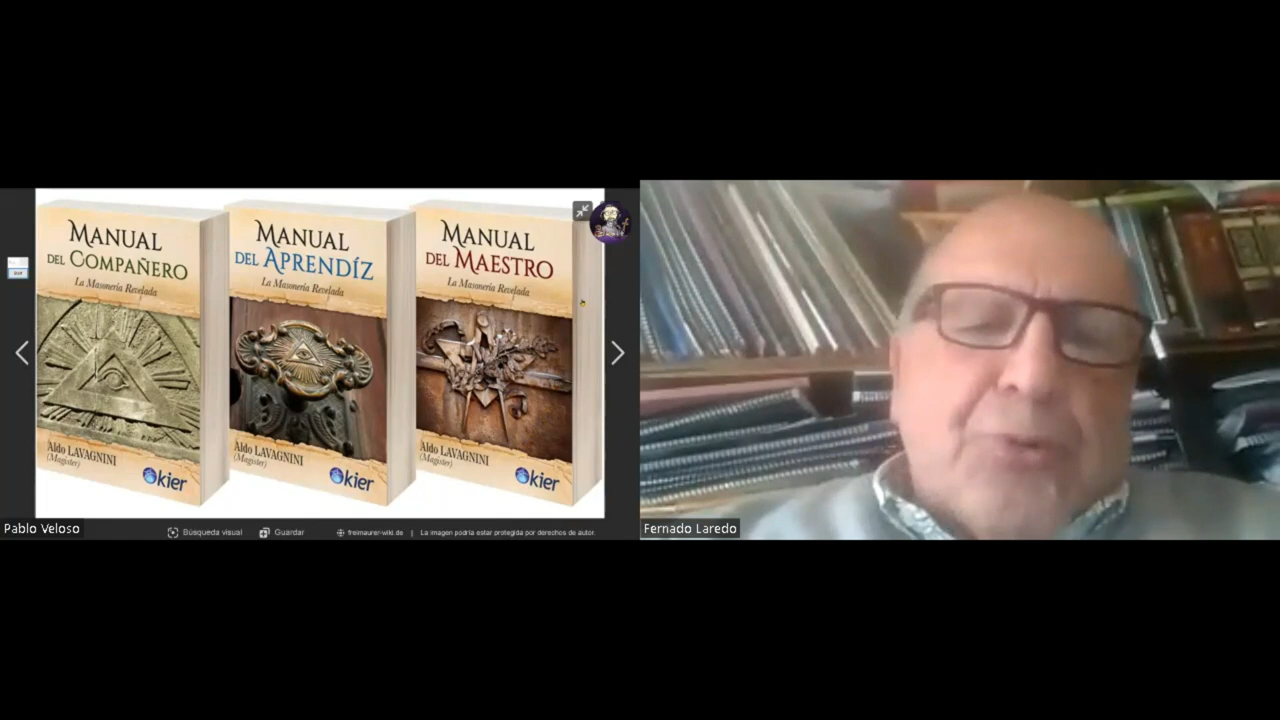 MANUAL
DEL COMPAÑERO
La Masonería Revelada
Aldo LAVAGNINI
(Magister)
kier
MANUAL
DEL APRENDÍZ
La Masonería Revelada
Aldo LAVAGNINI
(Magister)
kier
MANUAL
DEL MAESTRO
La Masonería Revelada
Aldo LAVAGNINI
(Magister)
kier
Pablo Veloso
Búsqueda visual
Guardar
freimaurer-wiki.de | La imagen podría estar protegida por derechos de autor.
Fernado Laredo